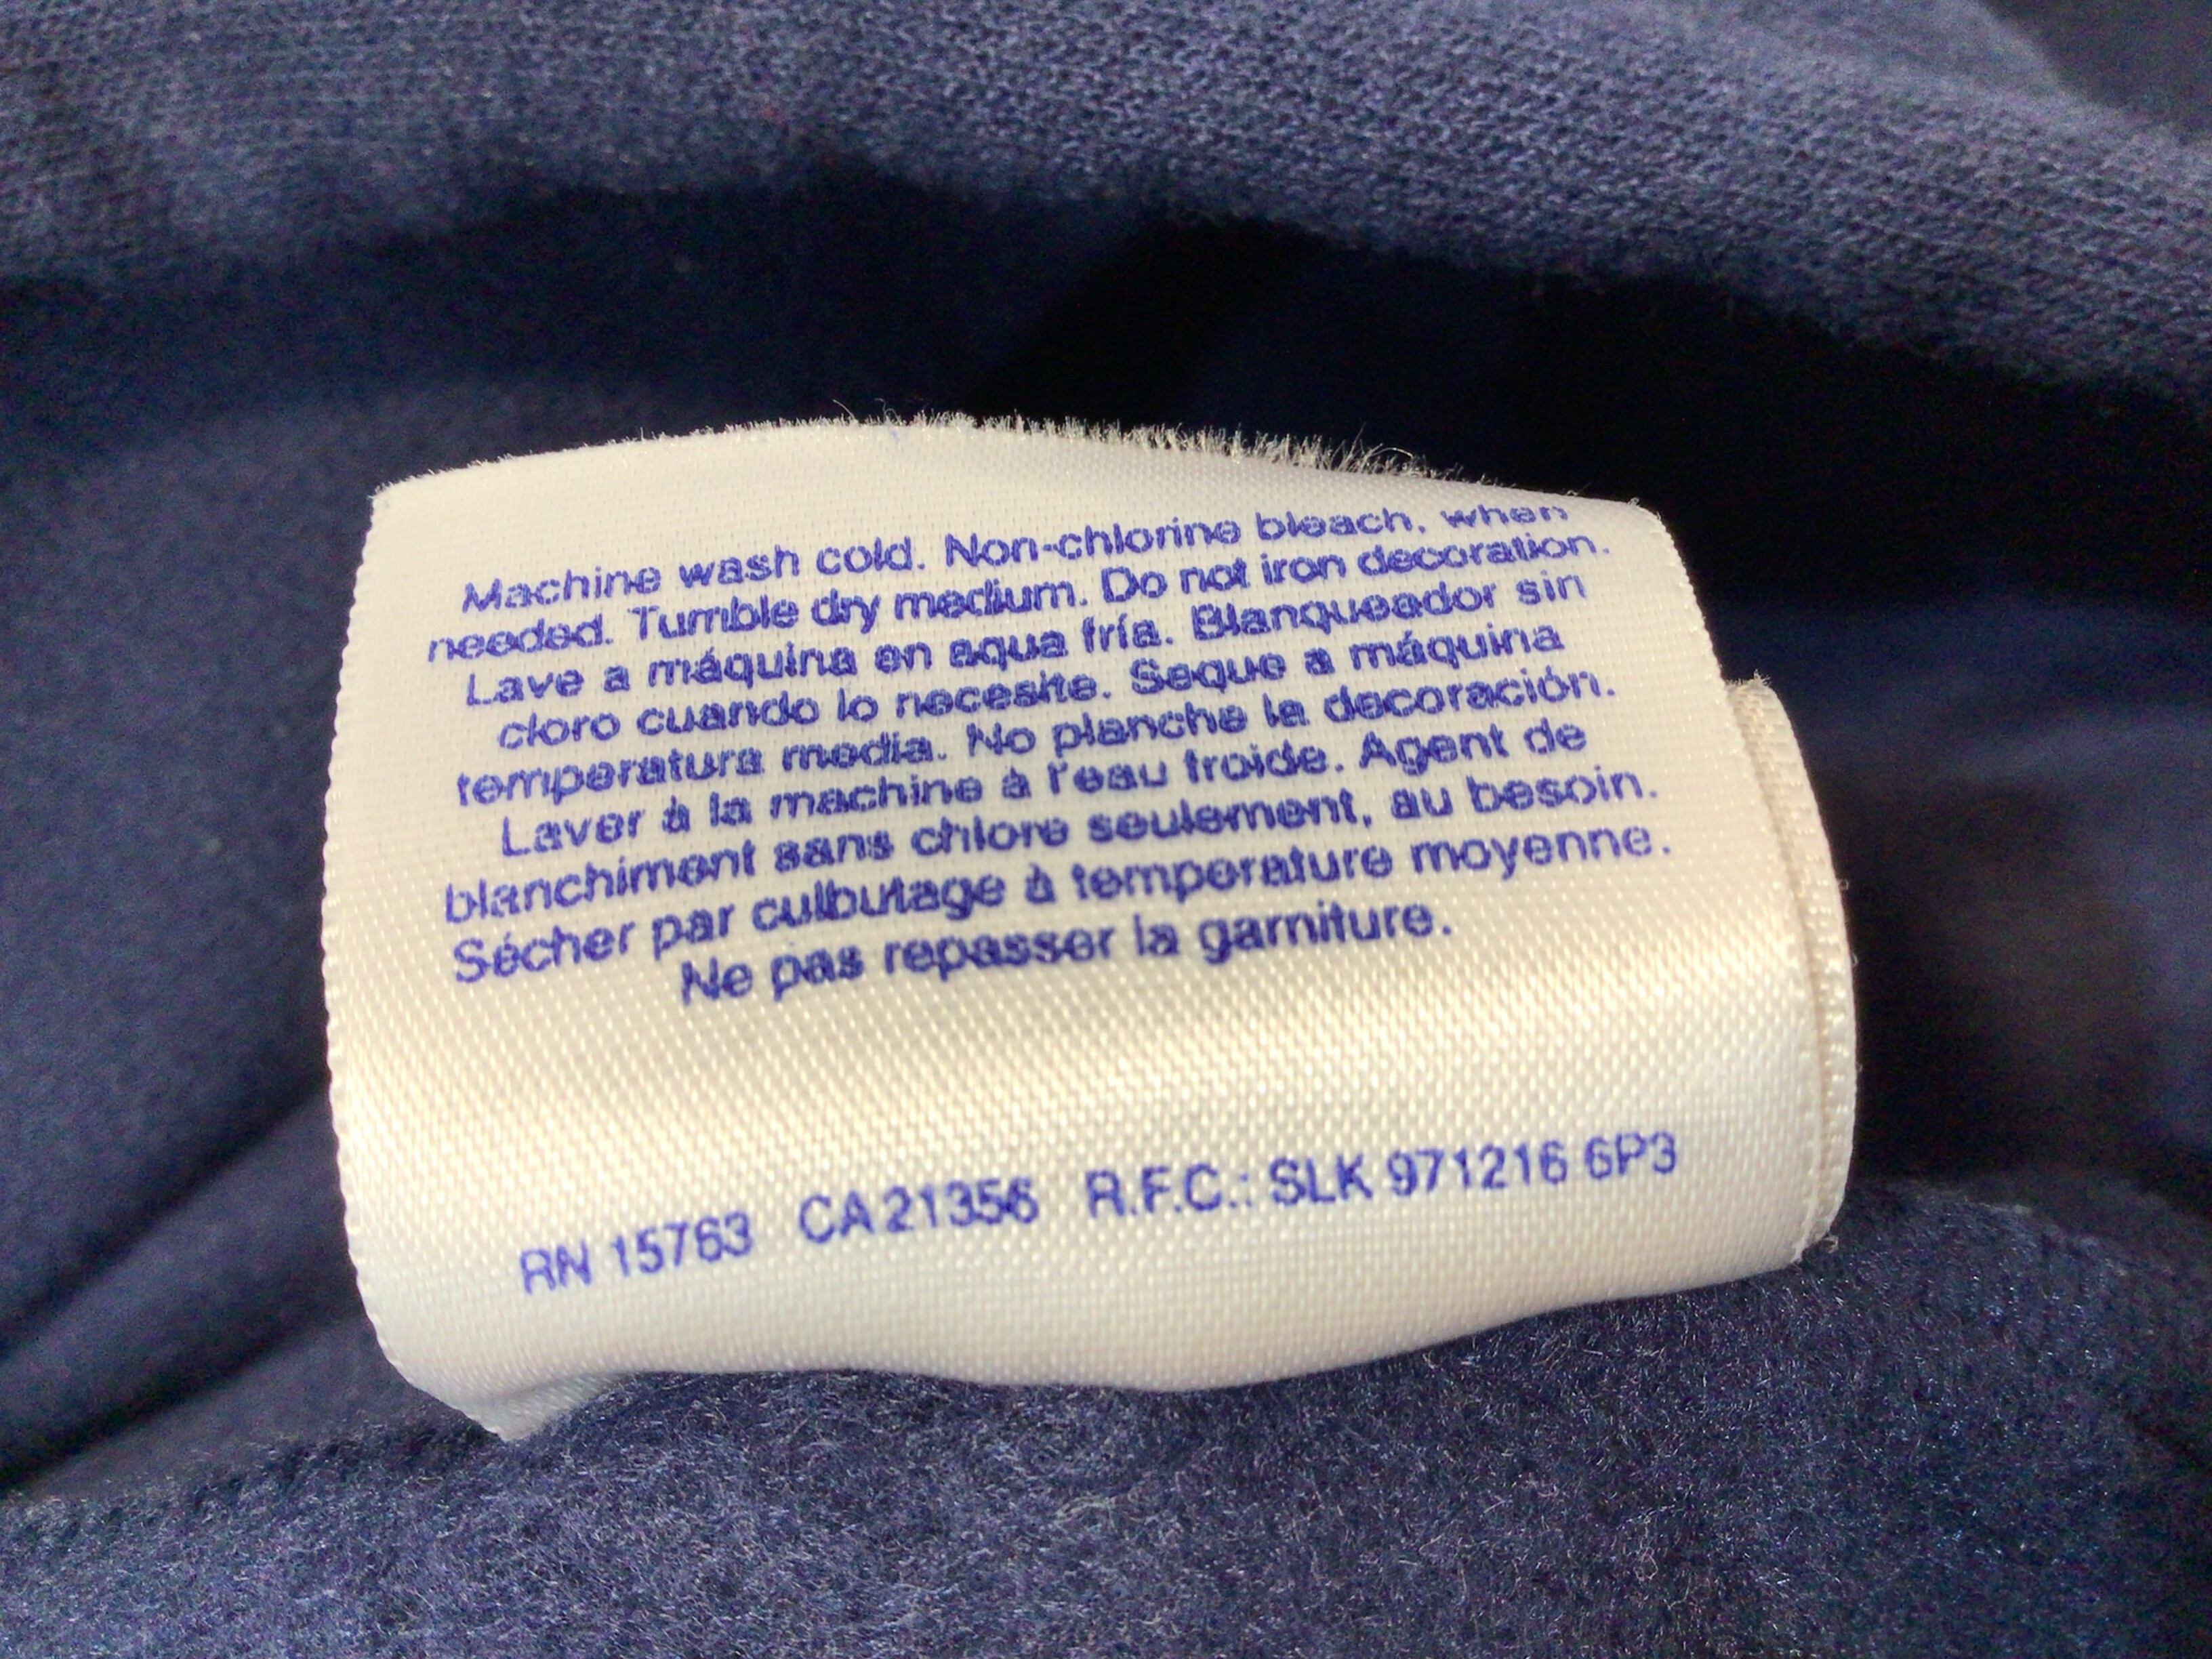 Machine wash cold. Non-chlorine bleach, when
needed. Tumble dry medium. Do not iron decoration.
Lave a máquina en aqua fría. Blanqueador sin
cloro cuando lo necesite. Seque a máquina
temperatura media. No planche la decoración.
Laver à la machine à l'eau froide. Agent de
blanchiment sans chlore seulement, au besoin.
Sécher par culbutage à temperature moyenne.
Ne pas repasser la garniture.
RN 15763 CA 21356 R.F.C.: SLK 971216 6P3